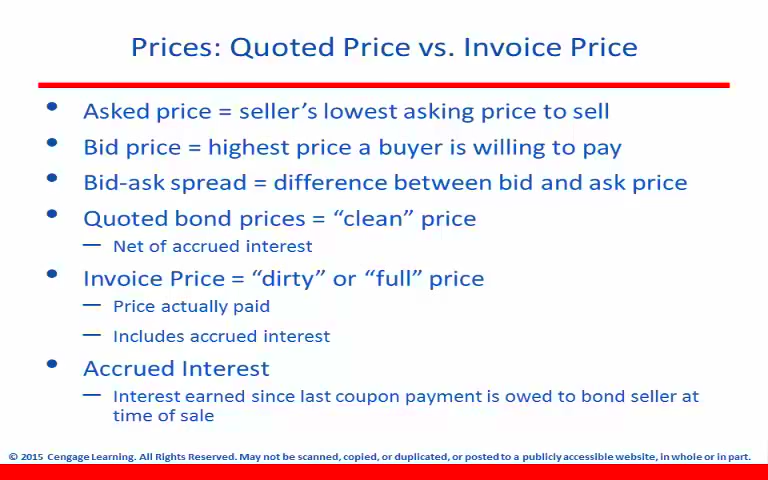 Prices: Quoted Price vs. Invoice Price
• Asked price = seller's lowest asking price to sell
• Bid price = highest price a buyer is willing to pay
• Bid-ask spread = difference between bid and ask price
• Quoted bond prices = “clean” price
— Net of accrued interest
• Invoice Price = “dirty” or “full” price
— Price actually paid
— Includes accrued interest
• Accrued Interest
— Interest earned since last coupon payment is owed to bond seller at
time of sale
© 2015 Cengage Learning. All Rights Reserved. May not be scanned, copied, or duplicated, or posted to a publicly accessible website, in whole or in part.